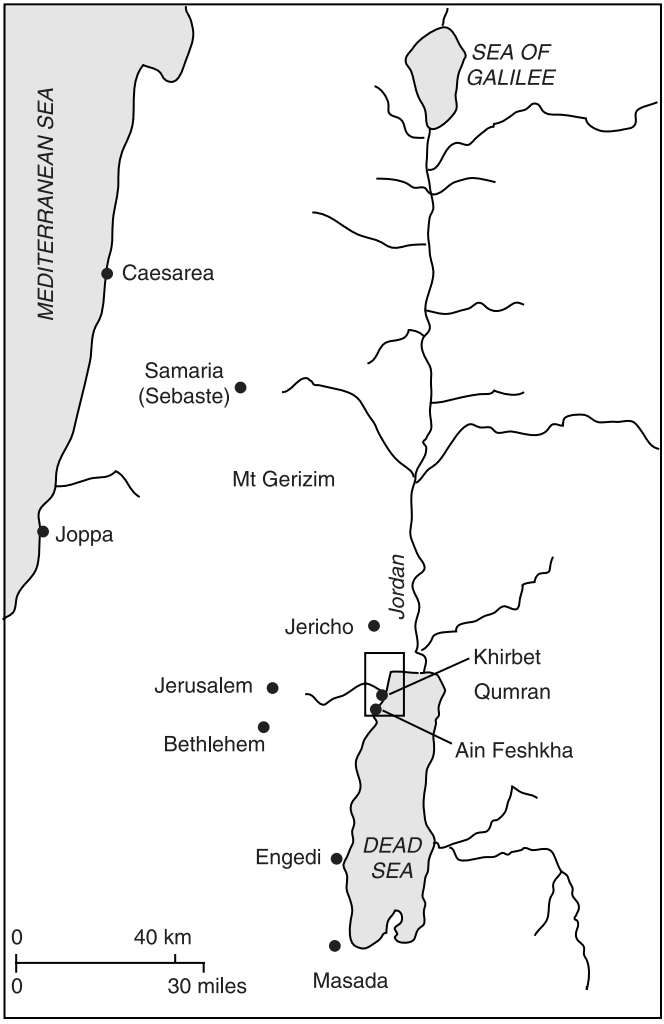 SEA OF
GALILEE
MEDITERRANEAN SEA
Caesarea
Samaria
(Sebaste)
Mt Gerizim
Joppa
Jordan
Jericho
Khirbet
Qumran
Jerusalem
Bethlehem
Ain Feshkha
DEAD
SEA
Engedi
0 40 km
0 30 miles
Masada